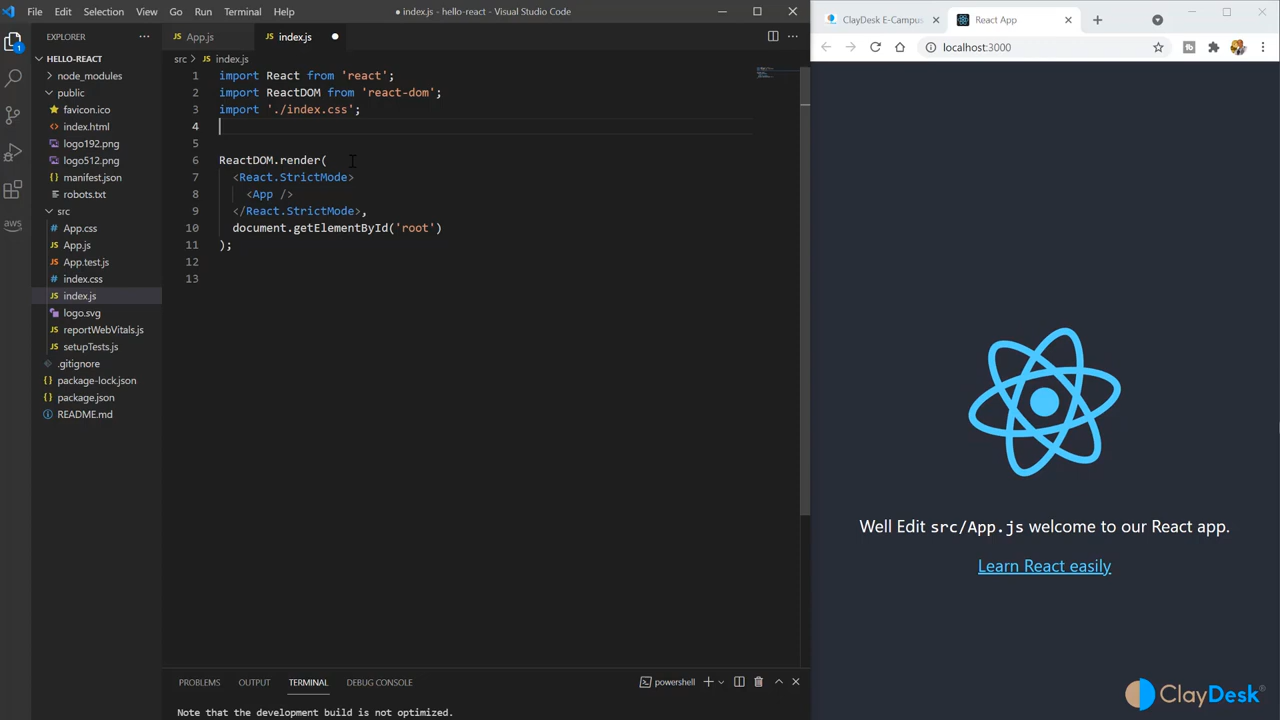 File Edit Selection View Go Run Terminal Help
● index.js - hello-react - Visual Studio Code
EXPLORER
1
HELLO-REACT
node_modules
public
favicon.ico
index.html
logo192.png
logo512.png
manifest.json
robots.txt
src
App.css
App.js
App.test.js
index.css
index.js
logo.svg
reportWebVitals.js
setupTests.js
.gitignore
package-lock.json
package.json
README.md
aws
JS App.js JS index.js ●
src > JS index.js
1 import React from 'react';
2 import ReactDOM from 'react-dom';
3 import './index.css';
4
5
6 ReactDOM.render(
7 <React.StrictMode>
8 <App />
9 </React.StrictMode>,
10 document.getElementById('root')
11 );
12
13
PROBLEMS OUTPUT TERMINAL DEBUG CONSOLE
powershell
Note that the development build is not optimized.
ClayDesk E-Campus
React App
localhost:3000
Well Edit src/App.js welcome to our React app.
Learn React easily
ClayDesk®